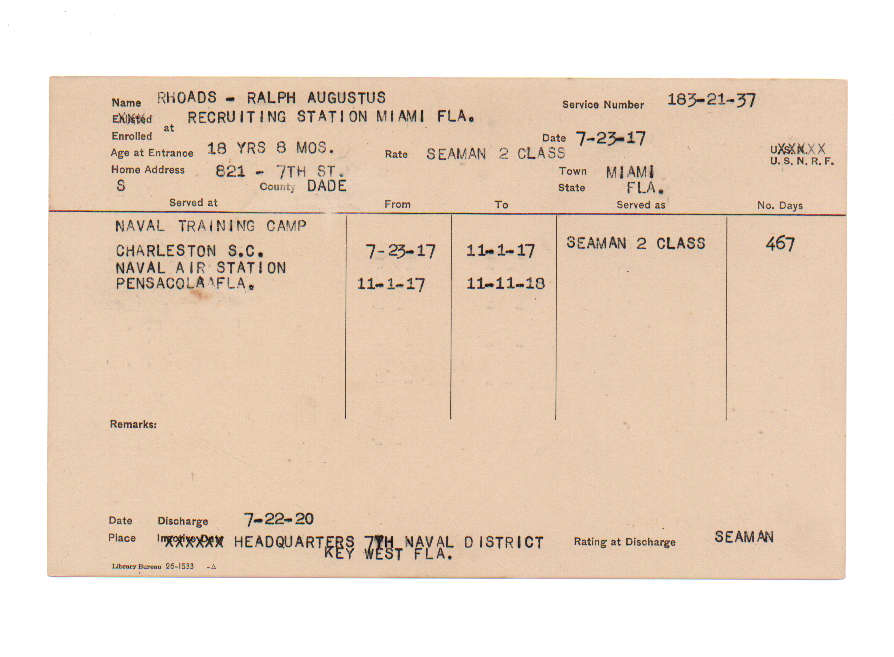 Name RHOADS - RALPH AUGUSTUS Service Number 183-21-37
Enlisted
at RECRUITING STATION MIAMI FLA.
Enrolled Date 7-23-17
Age at Entrance 18 YRS 8 MOS. Rate SEAMAN 2 CLASS U.S.N.
U. S. N. R. F.
Home Address 821 - 7TH ST. Town MIAMI
S County DADE State FLA.
Served at From To Served as No. Days
NAVAL TRAINING CAMP
CHARLESTON S.C. 7-23-17 11-1-17 SEAMAN 2 CLASS 467
NAVAL AIR STATION
PENSACOLA FLA. 11-1-17 11-11-18
Remarks:
Date Discharge 7-22-20
Place Inactive Duty XXXXXX HEADQUARTERS 7TH NAVAL DISTRICT Rating at Discharge SEAMAN
KEY WEST FLA.
Library Bureau 26-1533